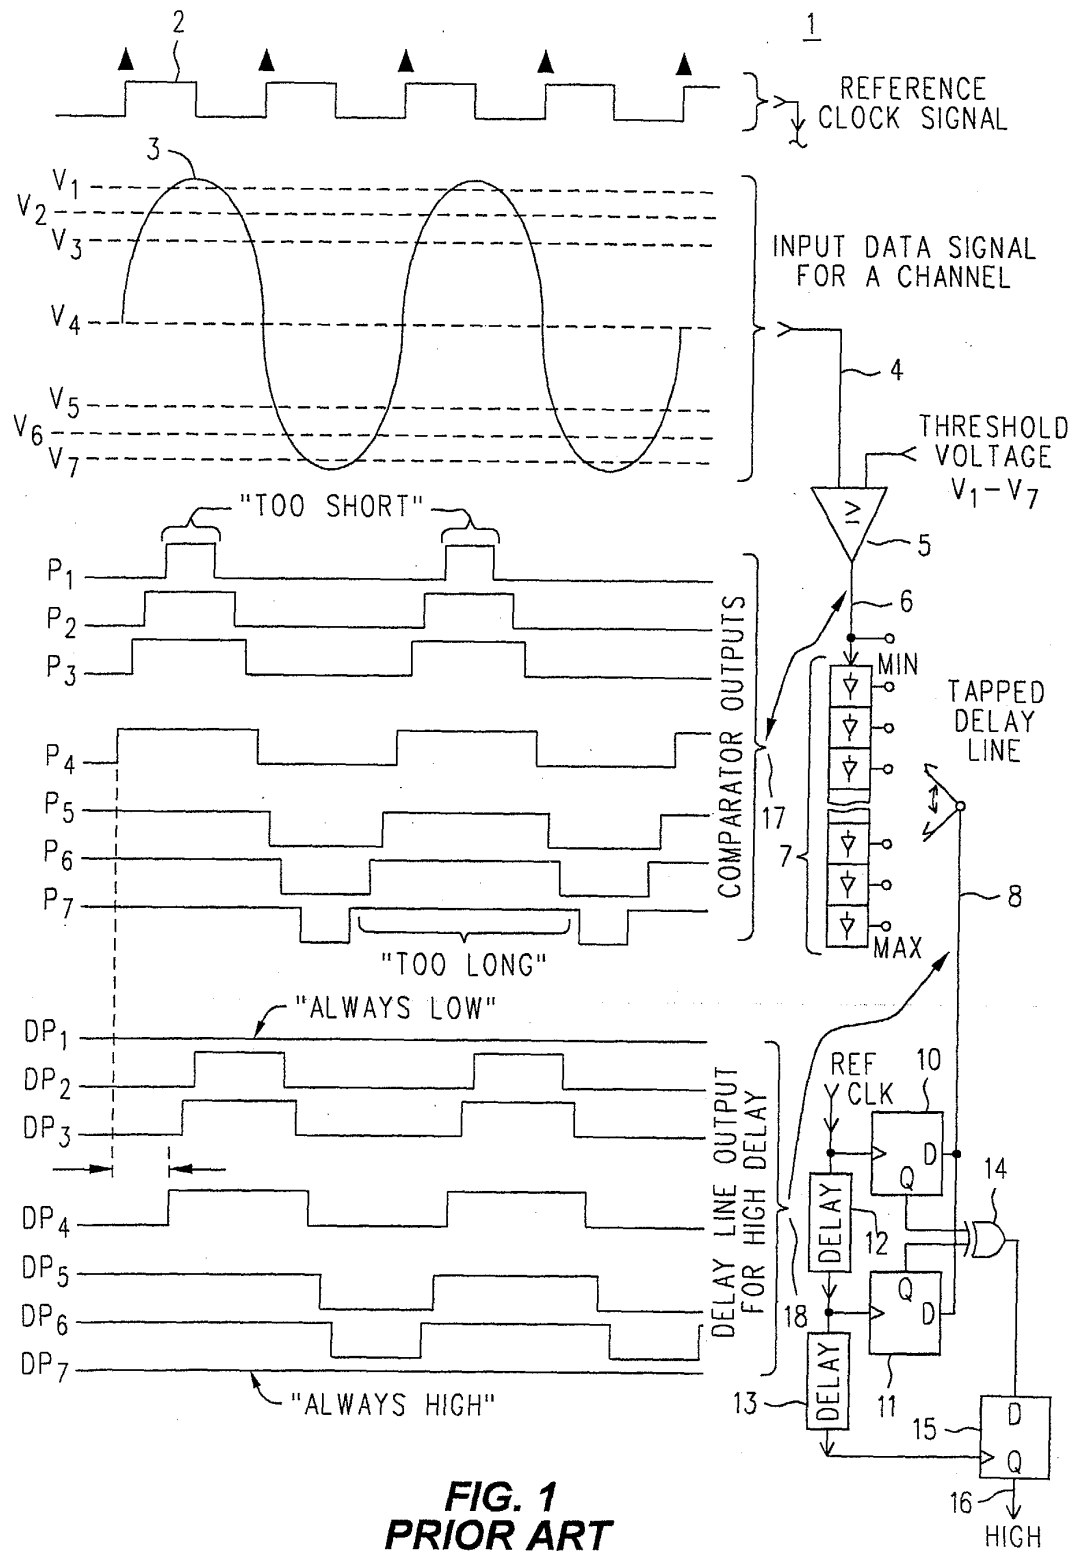 1
2
REFERENCE
CLOCK SIGNAL
3
V1
V2
V3
V4
V5
V6
V7
INPUT DATA SIGNAL
FOR A CHANNEL
4
THRESHOLD
VOLTAGE
V1-V7
≥
5
6
"TOO SHORT"
P1
P2
P3
P4
P5
P6
P7
"TOO LONG"
COMPARATOR OUTPUTS
17
MIN
7
MAX
TAPPED
DELAY
LINE
8
"ALWAYS LOW"
DP1
DP2
DP3
DP4
DP5
DP6
DP7
"ALWAYS HIGH"
DELAY LINE OUTPUT
FOR HIGH DELAY
18
REF
CLK
10
D
Q
14
DELAY
12
Q
D
11
DELAY
13
15
D
Q
16
HIGH
FIG. 1
PRIOR ART